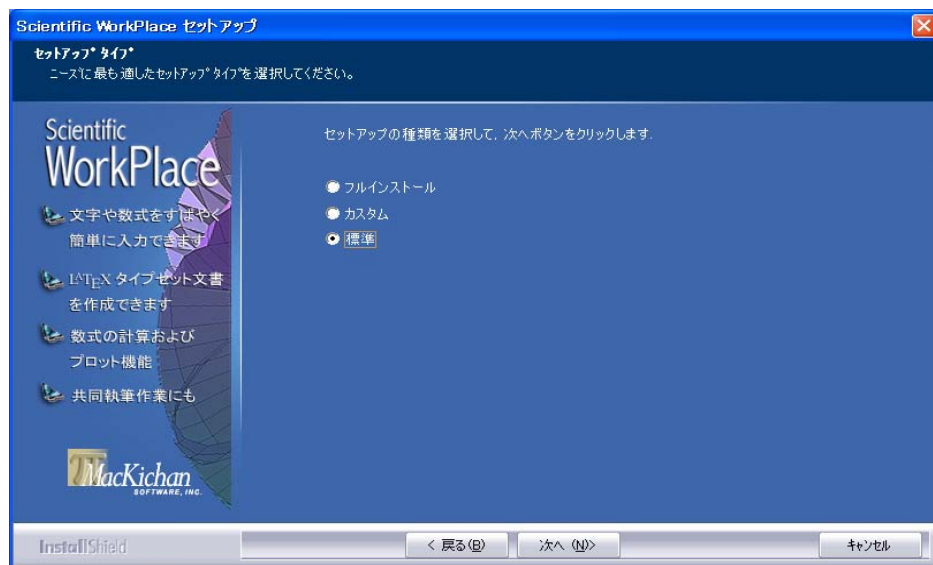 Scientific WorkPlace セットアップ
セットアップ タイプ
ニーズに最も適したセットアップ タイプを選択してください。
Scientific
WorkPlace
文字や数式をすばやく
簡単に入力できます
LATEX タイプセット文書
を作成できます
数式の計算および
プロット機能
共同執筆作業にも
MacKichan
SOFTWARE, INC.
セットアップの種類を選択して, 次へボタンをクリックします.
フルインストール
カスタム
標準
InstallShield
< 戻る(B)
次へ (N)>
キャンセル